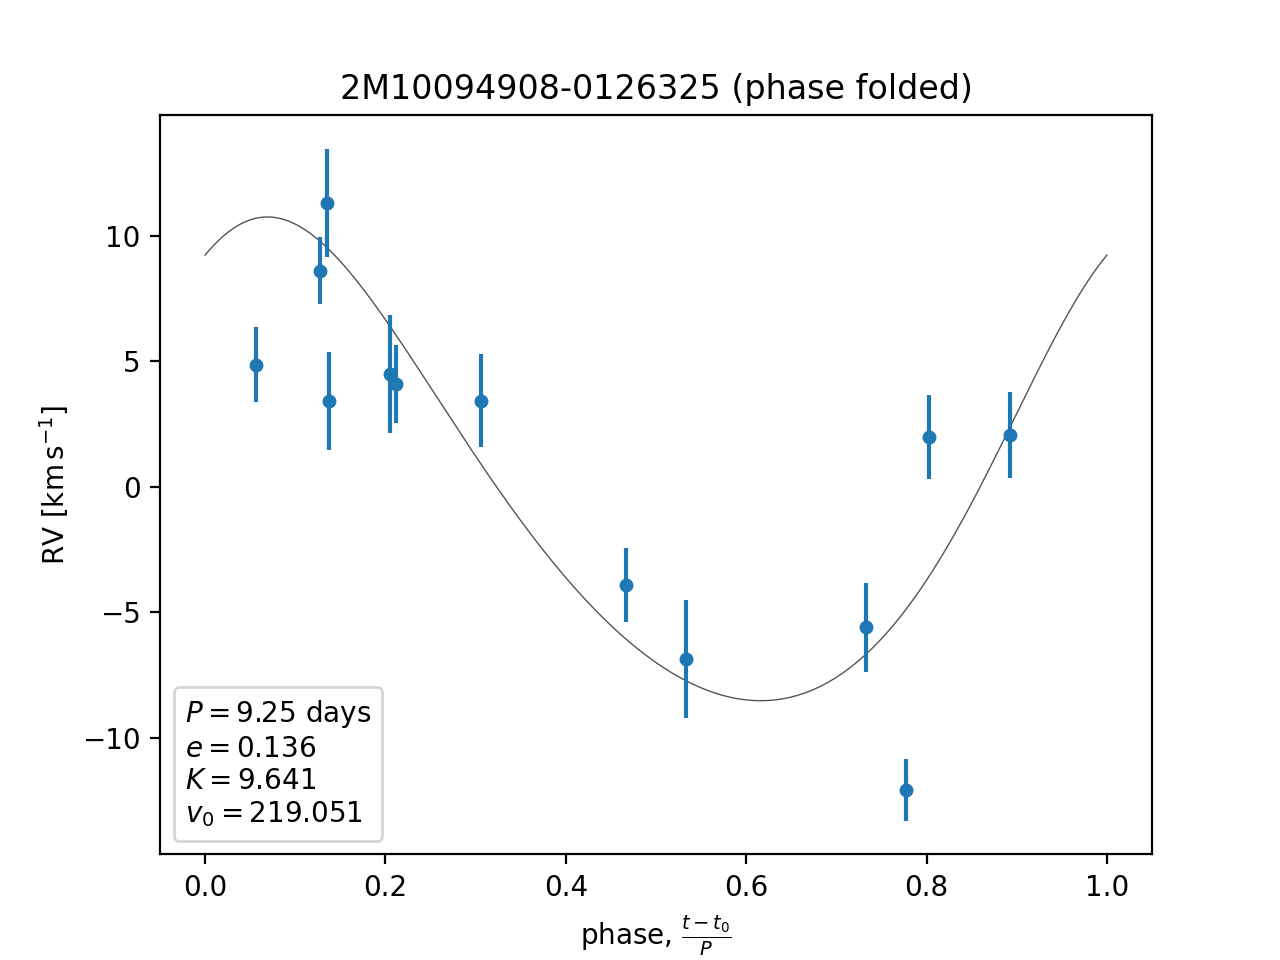 2M10094908-0126325 (phase folded)
RV [km s⁻¹]
10
5
0
−5
−10
P = 9.25 days
e = 0.136
K = 9.641
v₀ = 219.051
0.0 0.2 0.4 0.6 0.8 1.0
phase, (t − t₀)/P